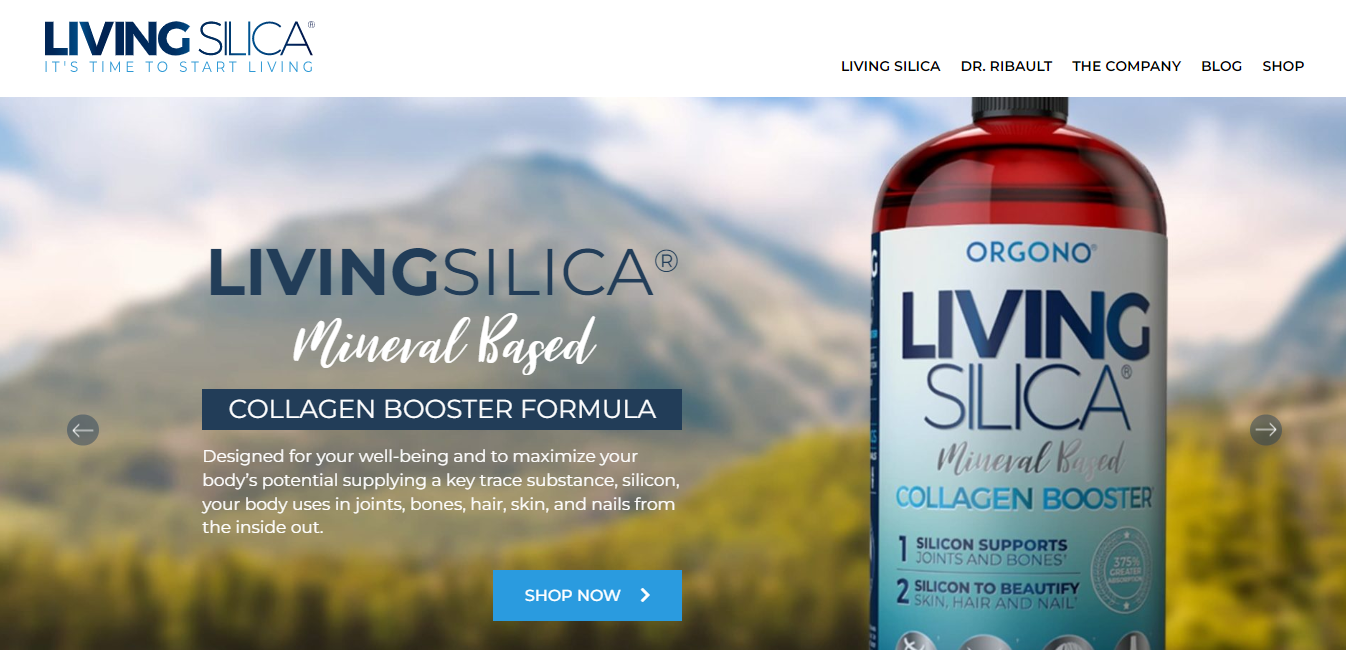 LIVING SILICA®
IT'S TIME TO START LIVING
LIVING SILICA
DR. RIBAULT
THE COMPANY
BLOG
SHOP
LIVINGSILICA®
Mineral Based
COLLAGEN BOOSTER FORMULA
Designed for your well-being and to maximize your
body's potential supplying a key trace substance, silicon,
your body uses in joints, bones, hair, skin, and nails from
the inside out.
SHOP NOW
ORGONO®
LIVING
SILICA®
Mineral Based
COLLAGEN BOOSTER
1 SILICON SUPPORTS
JOINTS AND BONES
2 SILICON TO BEAUTIFY
SKIN, HAIR AND NAIL
375%
GREATER
ABSORPTION